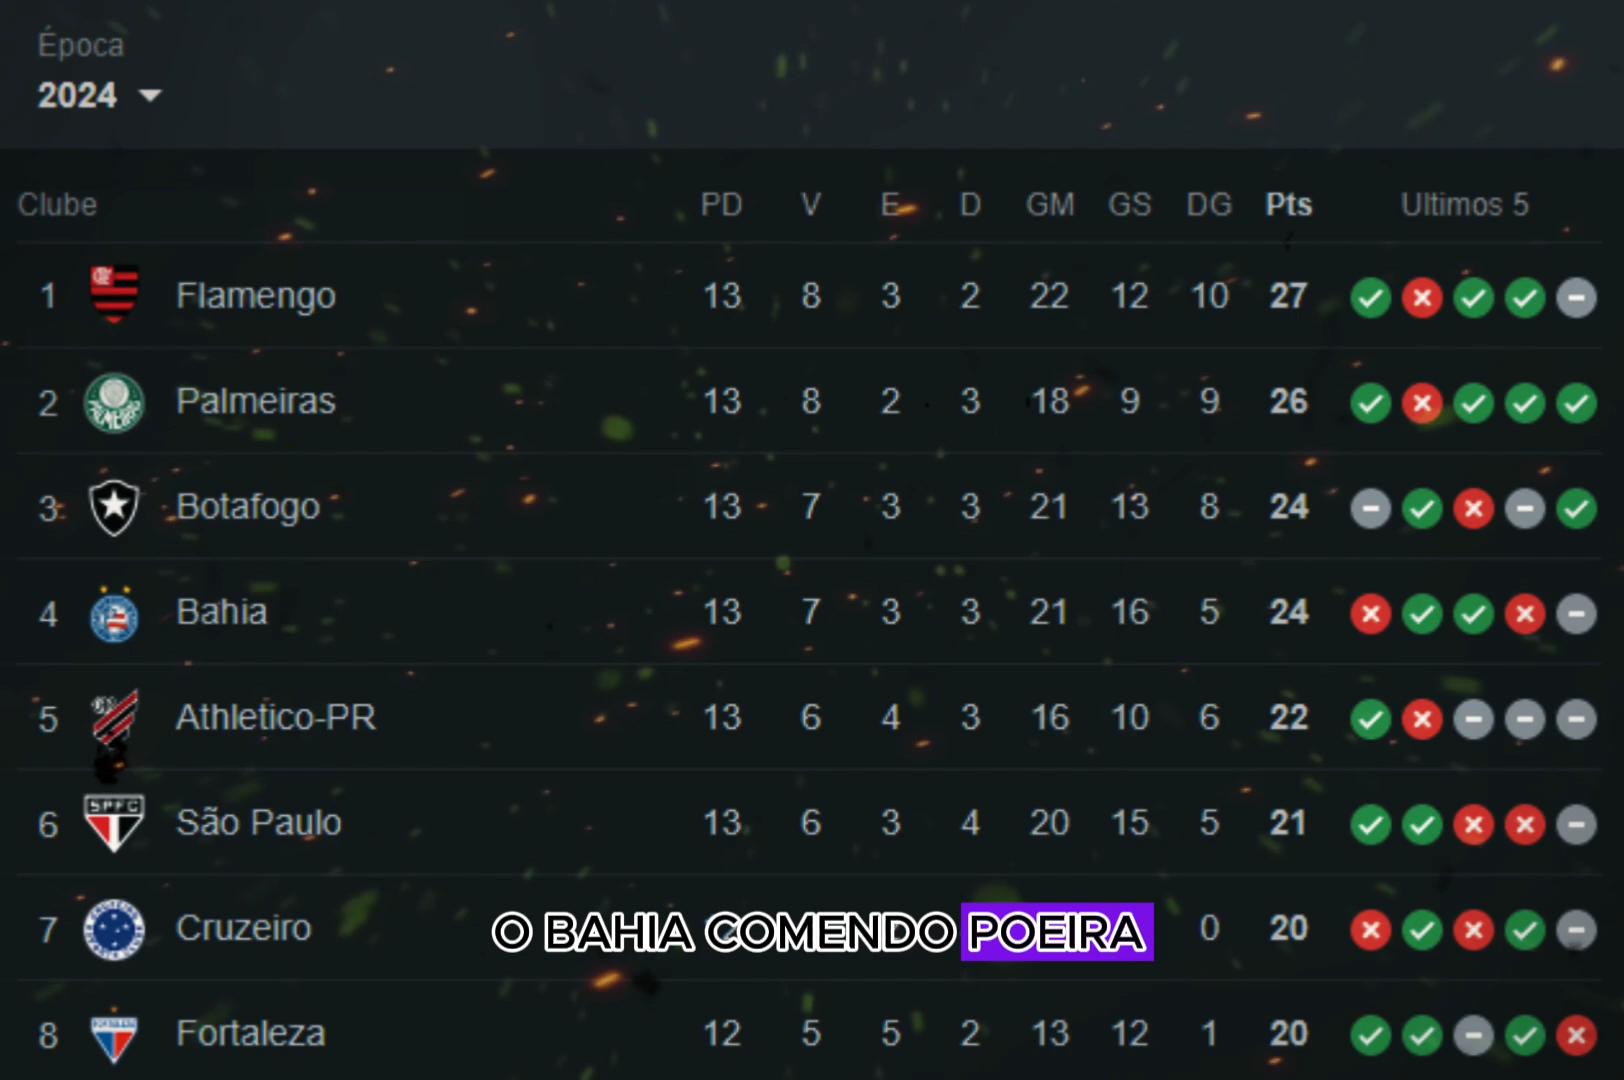 Época
2024
Clube PD V E D GM GS DG Pts Ultimos 5
1 Flamengo 13 8 3 2 22 12 10 27
2 Palmeiras 13 8 2 3 18 9 9 26
3 Botafogo 13 7 3 3 21 13 8 24
4 Bahia 13 7 3 3 21 16 5 24
5 Athletico-PR 13 6 4 3 16 10 6 22
SPFC
6 São Paulo 13 6 3 4 20 15 5 21
7 Cruzeiro 0 20
O BAHIA COMENDO POEIRA
8 Fortaleza 12 5 5 2 13 12 1 20